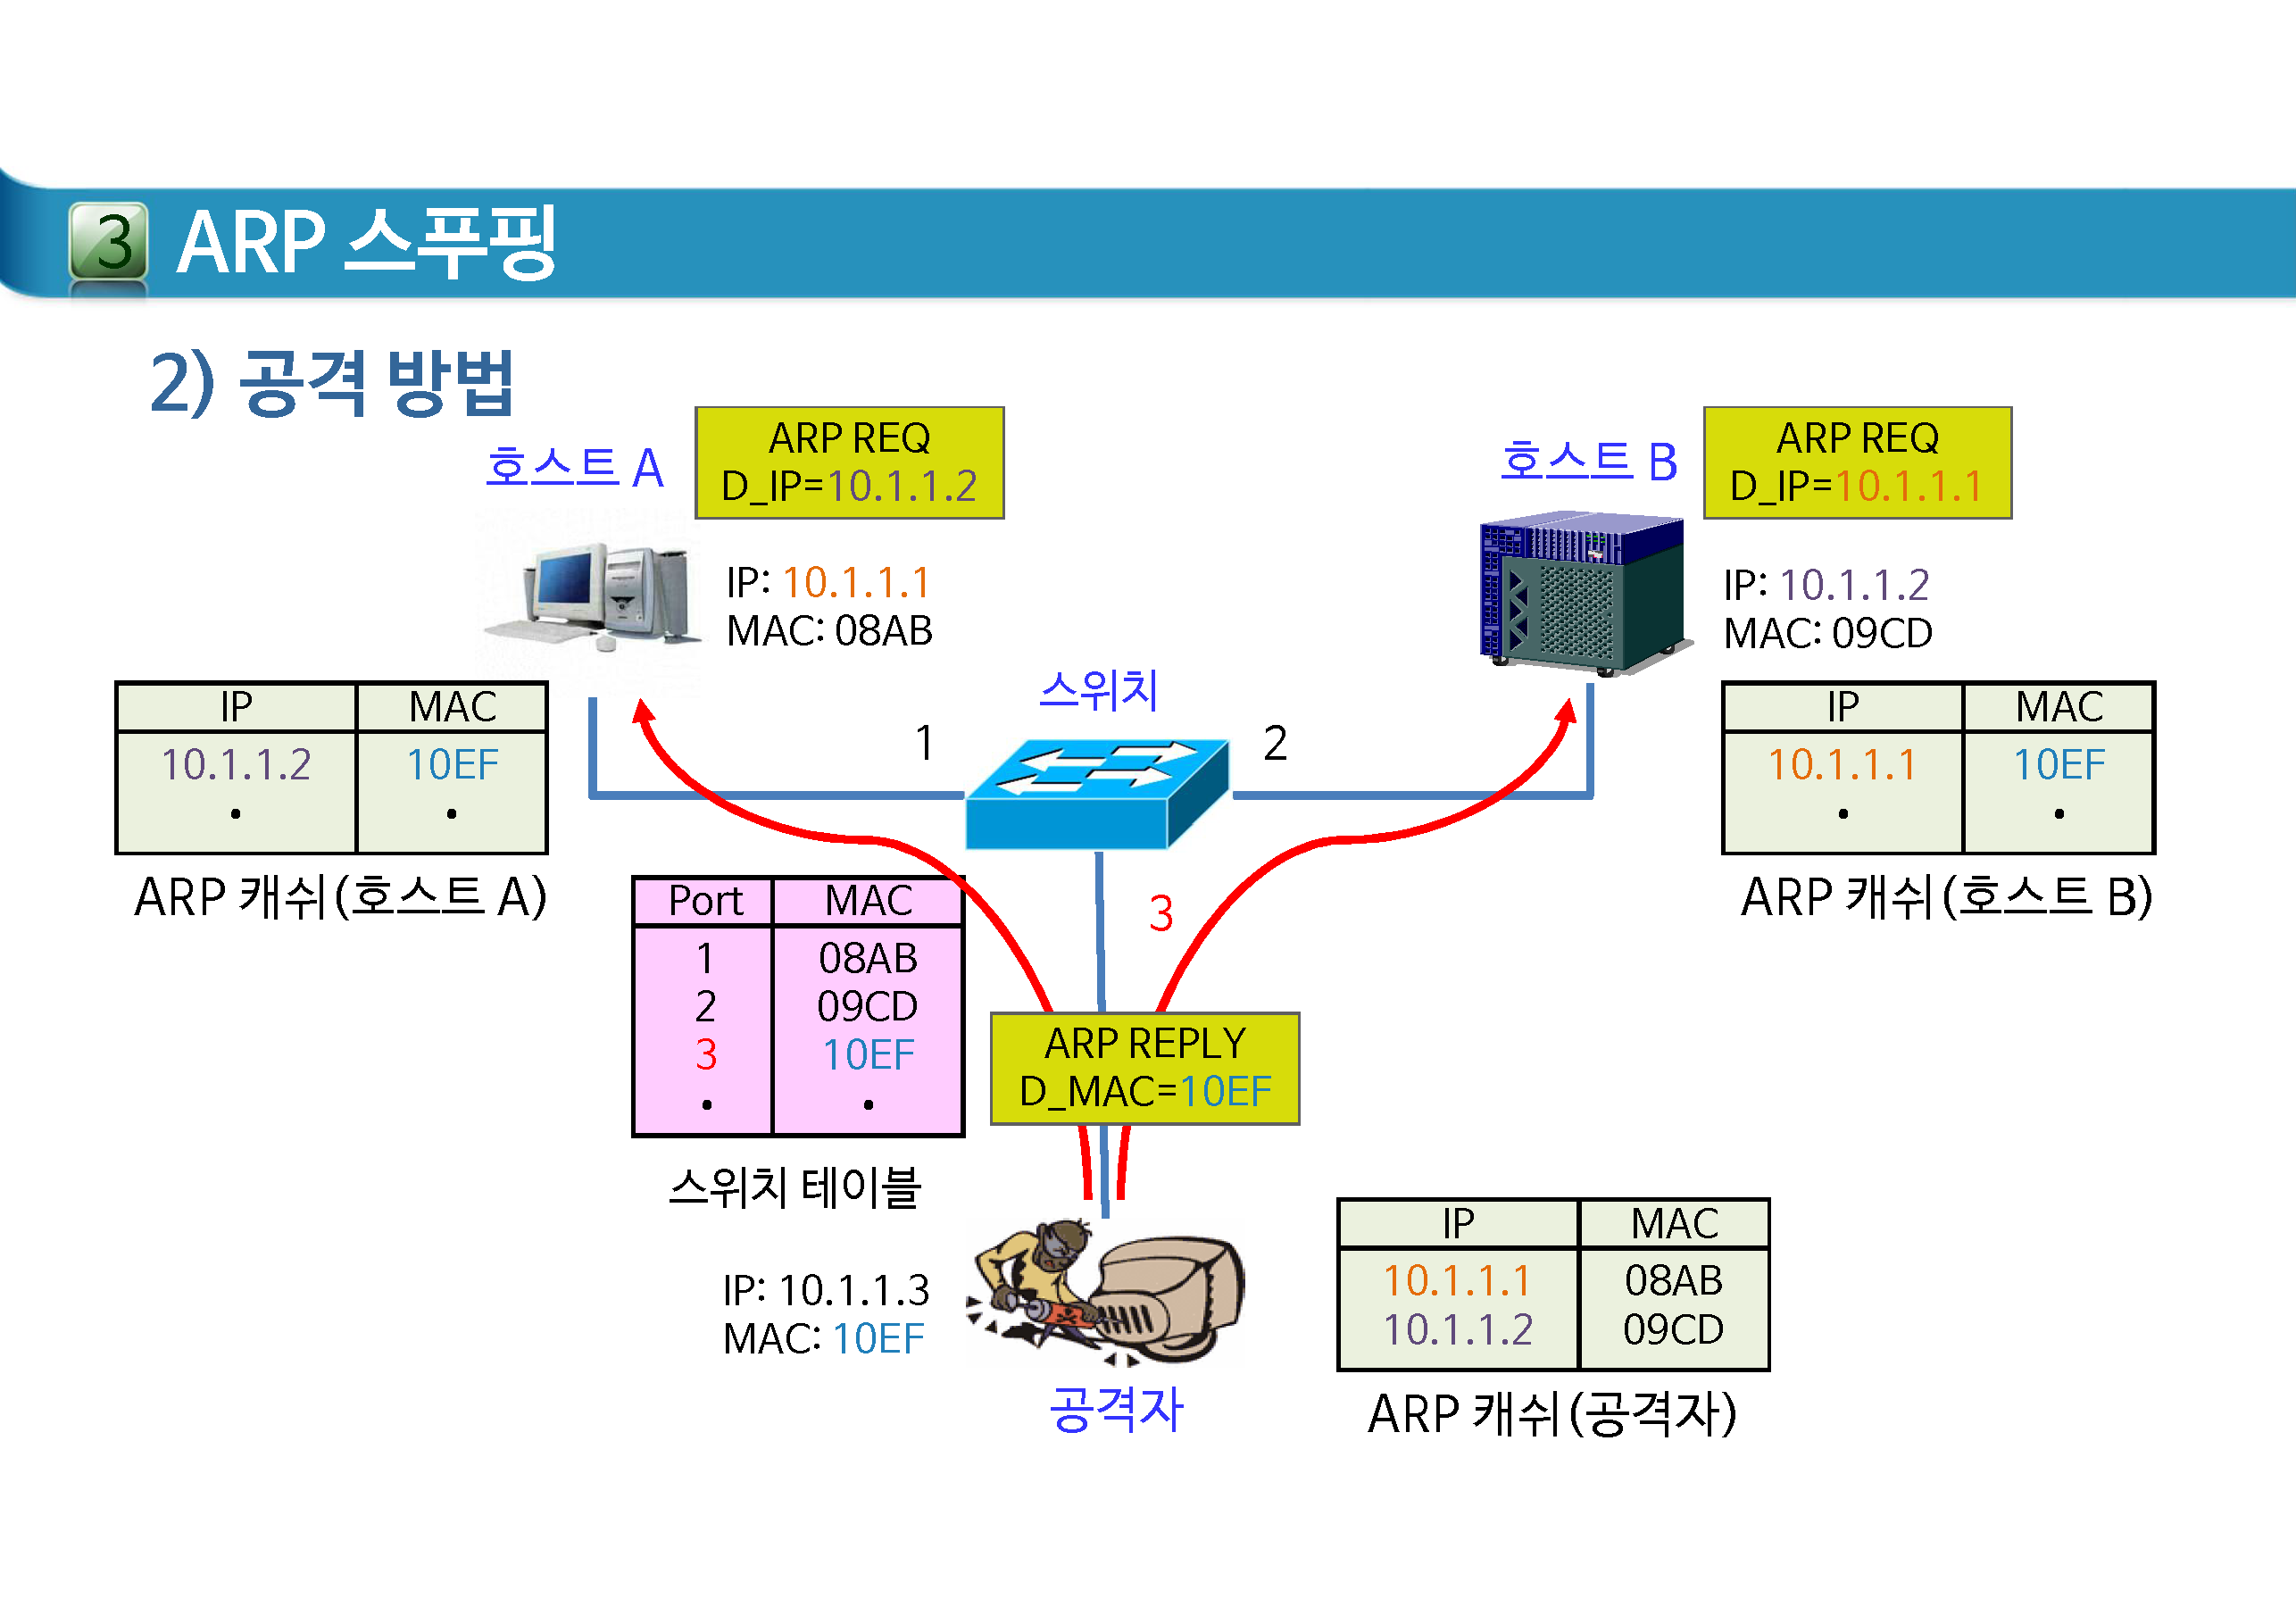 3 ARP 스푸핑
2) 공격 방법
호스트 A
ARP REQ
D_IP=10.1.1.2
IP: 10.1.1.1
MAC: 08AB
호스트 B
ARP REQ
D_IP=10.1.1.1
IP: 10.1.1.2
MAC: 09CD
IP MAC
10.1.1.2 10EF
• •
ARP 캐쉬(호스트 A)
스위치
1
2
3
IP MAC
10.1.1.1 10EF
• •
ARP 캐쉬(호스트 B)
Port MAC
1 08AB
2 09CD
3 10EF
• •
스위치 테이블
ARP REPLY
D_MAC=10EF
IP: 10.1.1.3
MAC: 10EF
공격자
IP MAC
10.1.1.1 08AB
10.1.1.2 09CD
ARP 캐쉬(공격자)